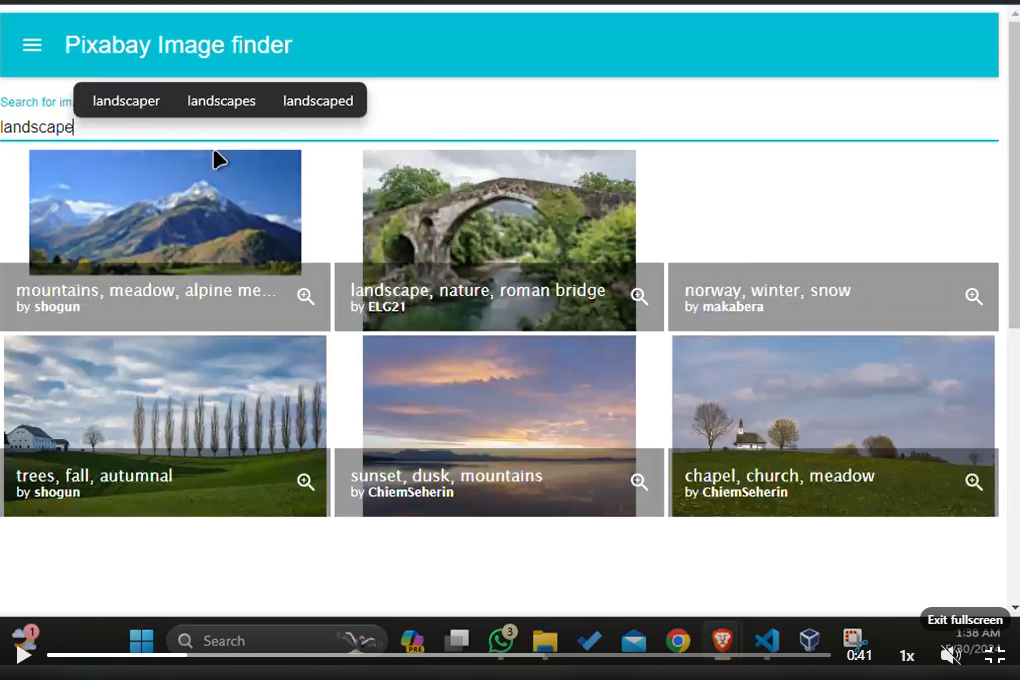 Pixabay Image finder
landscaper landscapes landscaped
Search for im
landscape
mountains, meadow, alpine me...
by shogun
landscape, nature, roman bridge
by ELG21
norway, winter, snow
by makabera
trees, fall, autumnal
by shogun
sunset, dusk, mountains
by ChiemSeherin
chapel, church, meadow
by ChiemSeherin
Exit fullscreen
1
Search
PRE
3
1:38 AM
0:41
1x